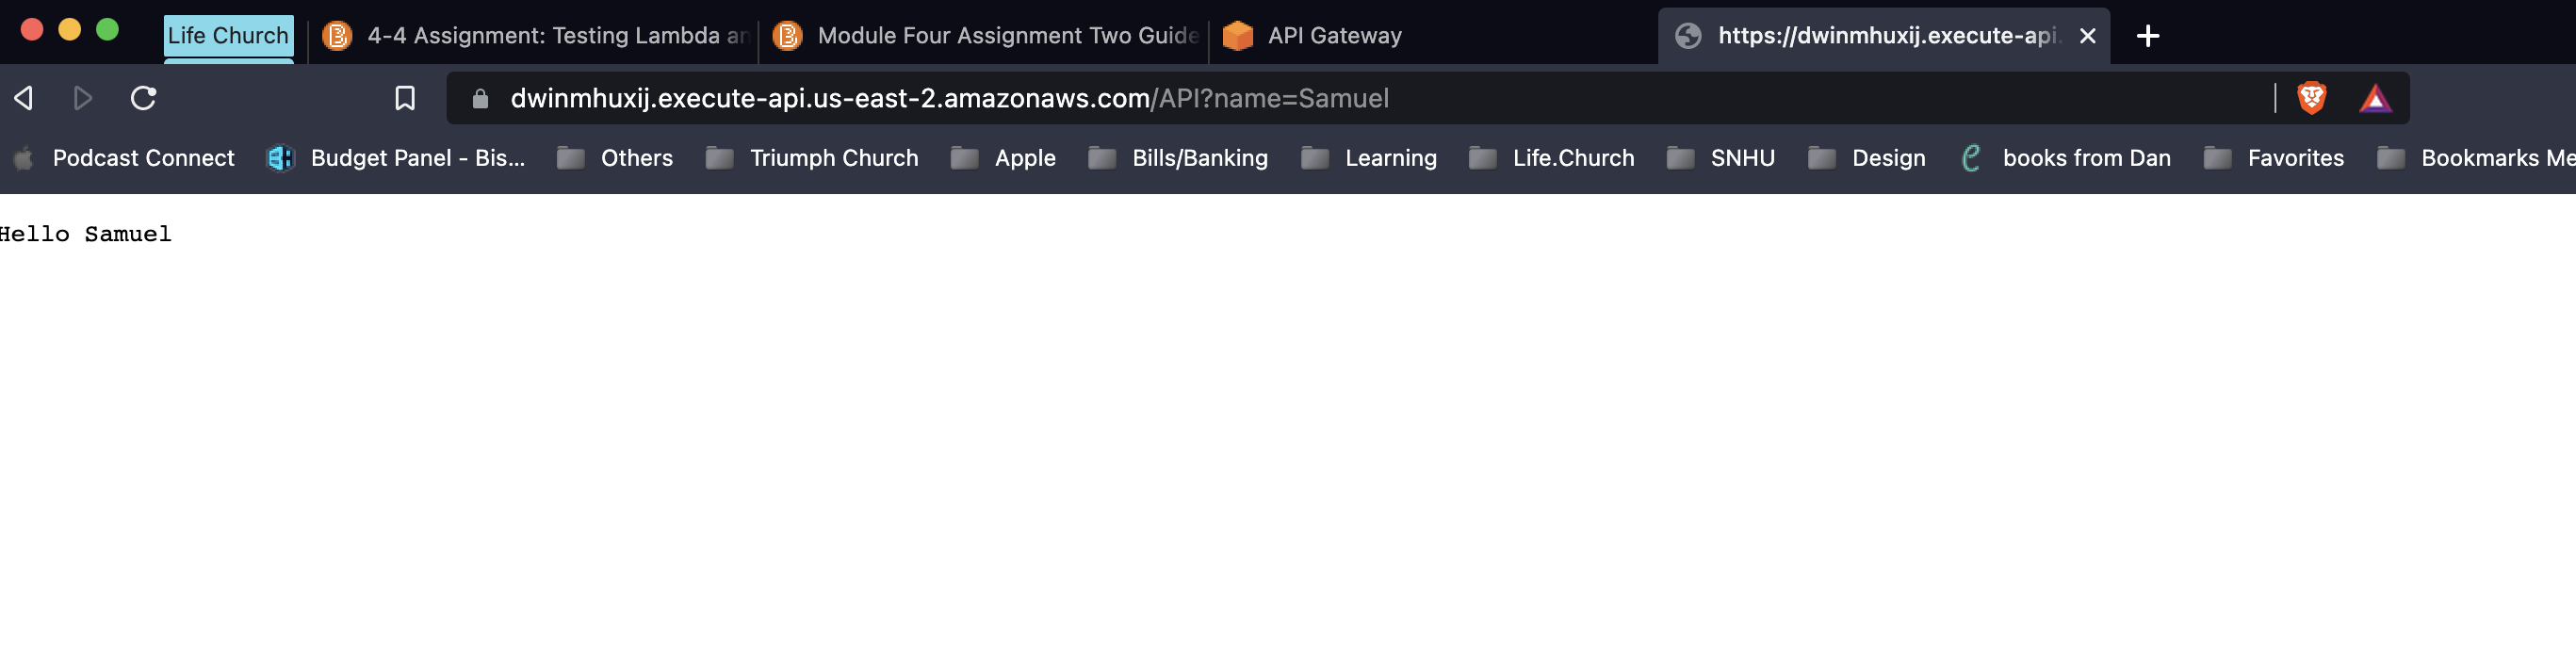 Life Church
4-4 Assignment: Testing Lambda an
Module Four Assignment Two Guide
API Gateway
https://dwinmhuxij.execute-api.
dwinmhuxij.execute-api.us-east-2.amazonaws.com/API?name=Samuel
Podcast Connect Budget Panel - Bis... Others Triumph Church Apple Bills/Banking Learning Life.Church SNHU Design books from Dan Favorites Bookmarks Me
Hello Samuel